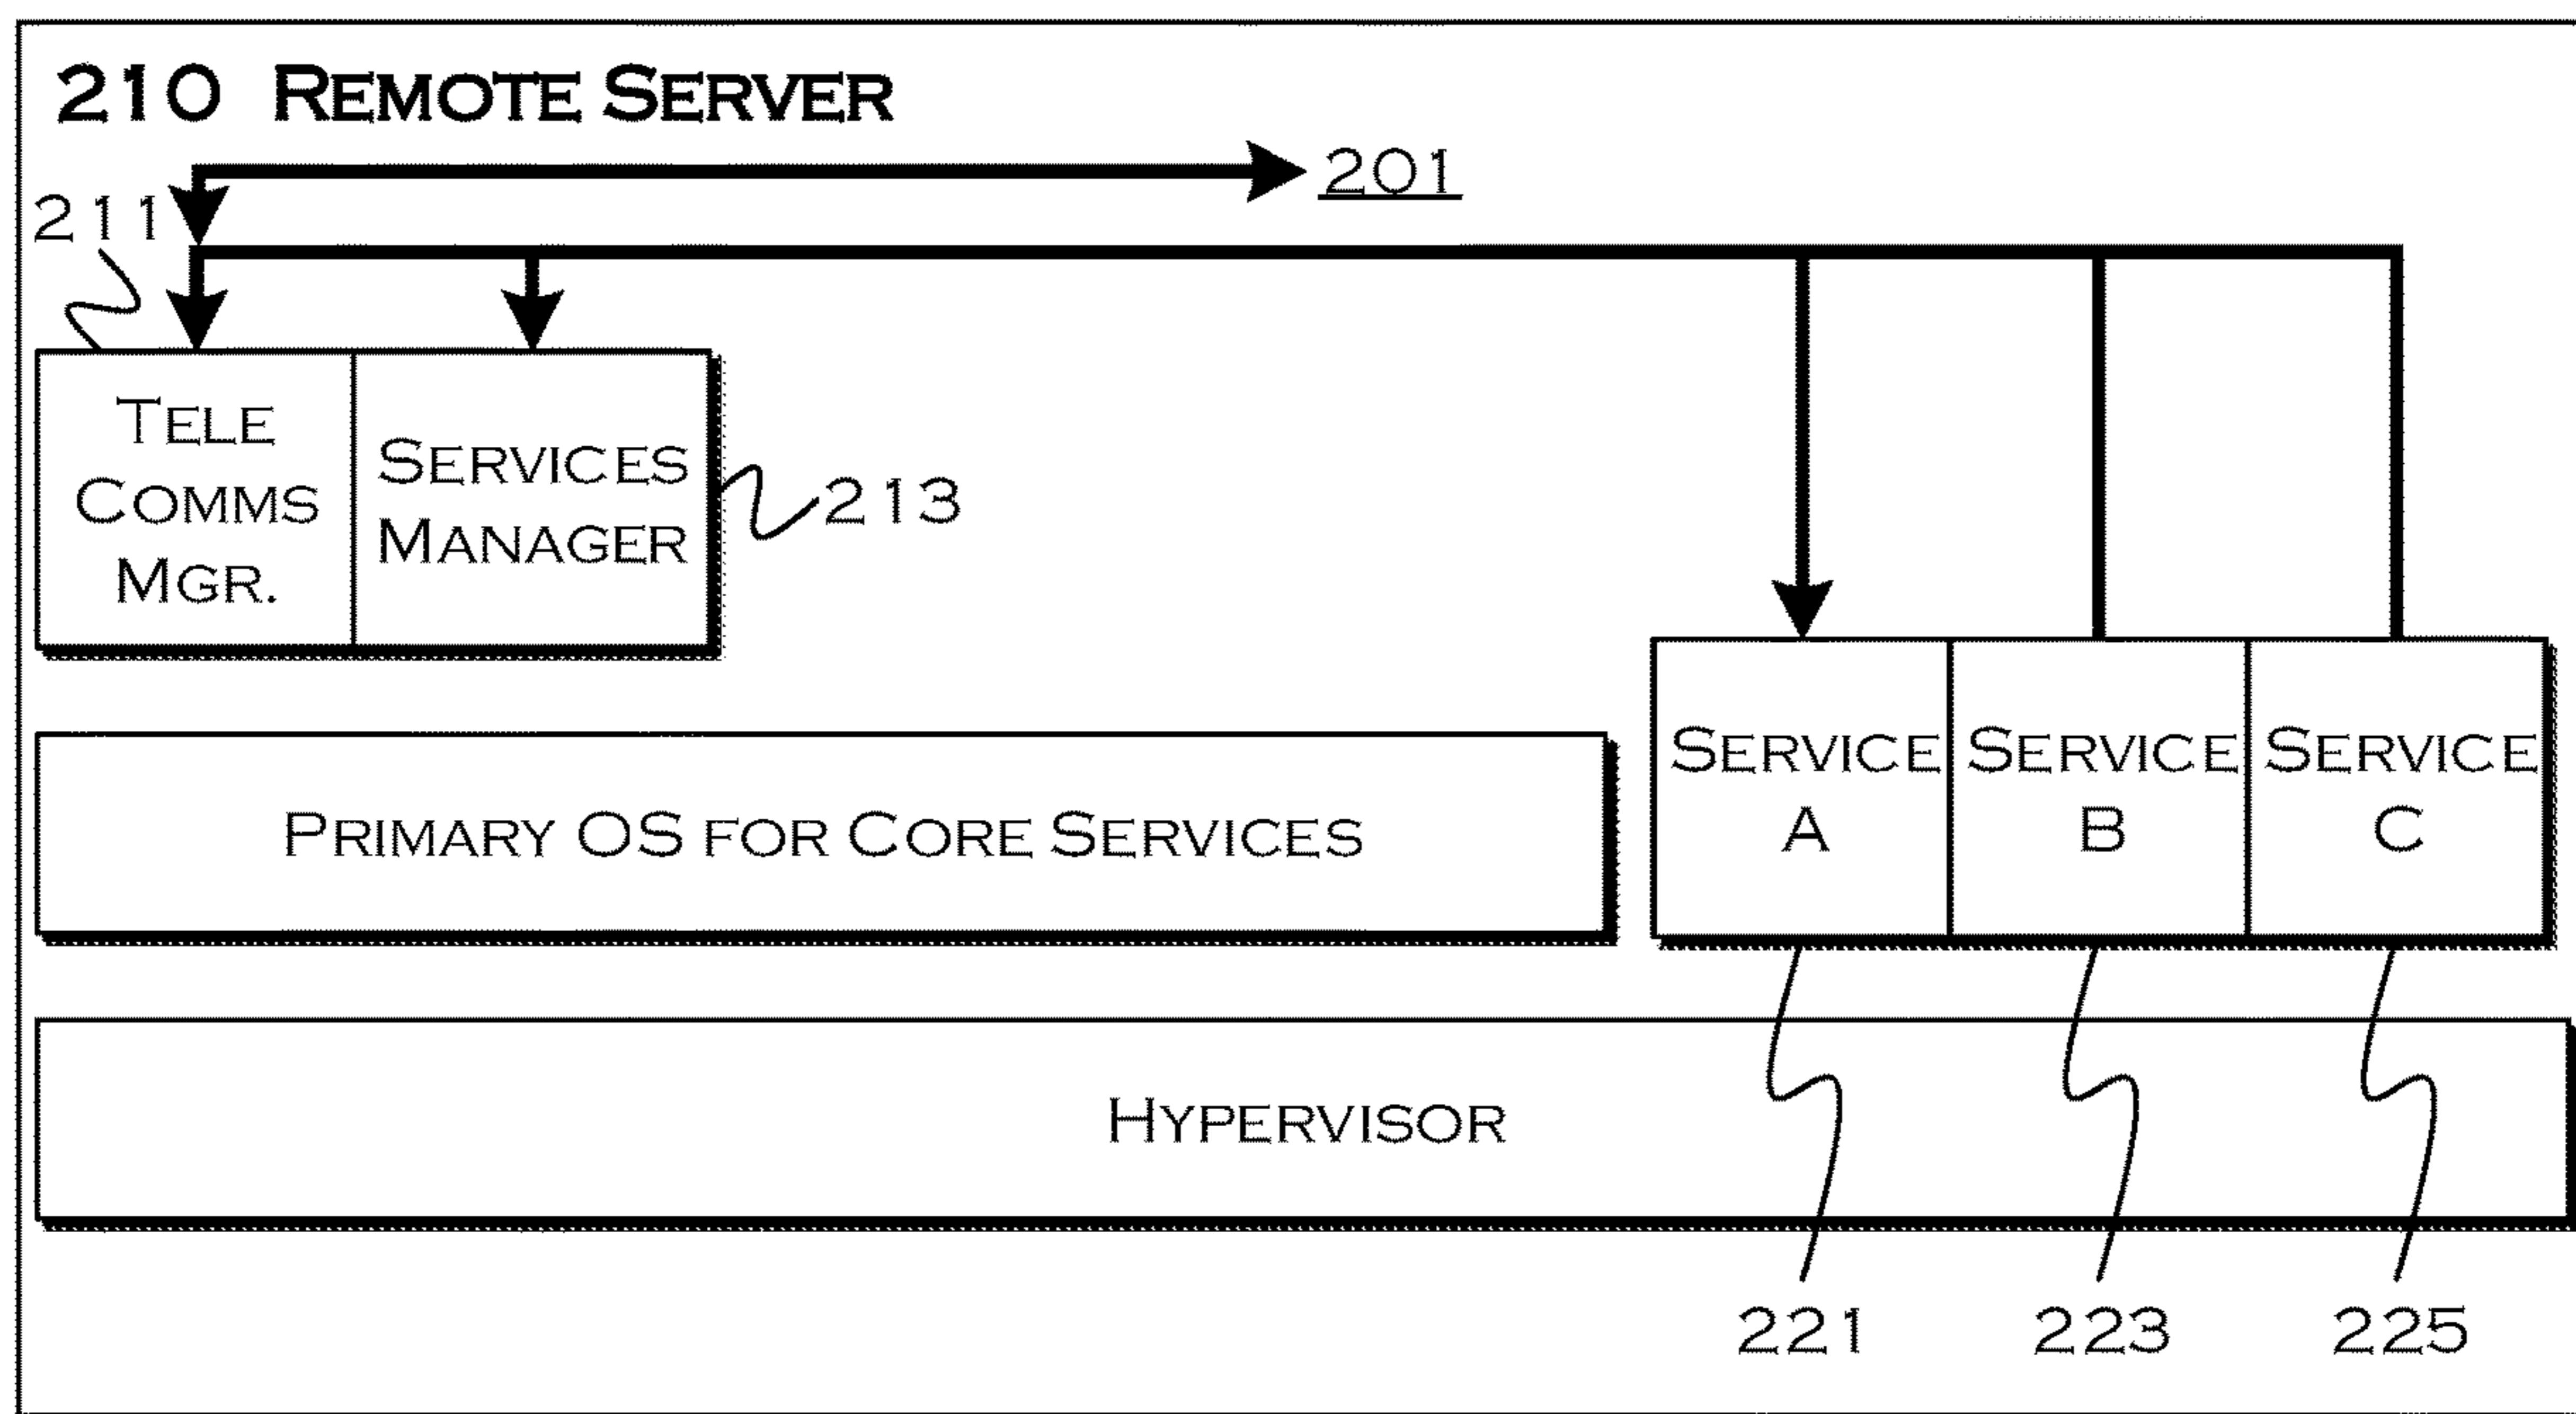 210 REMOTE SERVER
201
211
TELE
COMMS
MGR.
SERVICES
MANAGER
213
PRIMARY OS FOR CORE SERVICES
SERVICE
A
SERVICE
B
SERVICE
C
HYPERVISOR
221
223
225